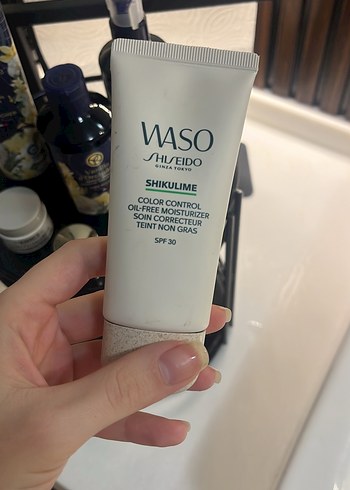 WASO
SHISEIDO
GINZA TOKYO
SHIKULIME
COLOR CONTROL
OIL-FREE MOISTURIZER
SOIN CORRECTEUR
TEINT NON GRAS
SPF 30